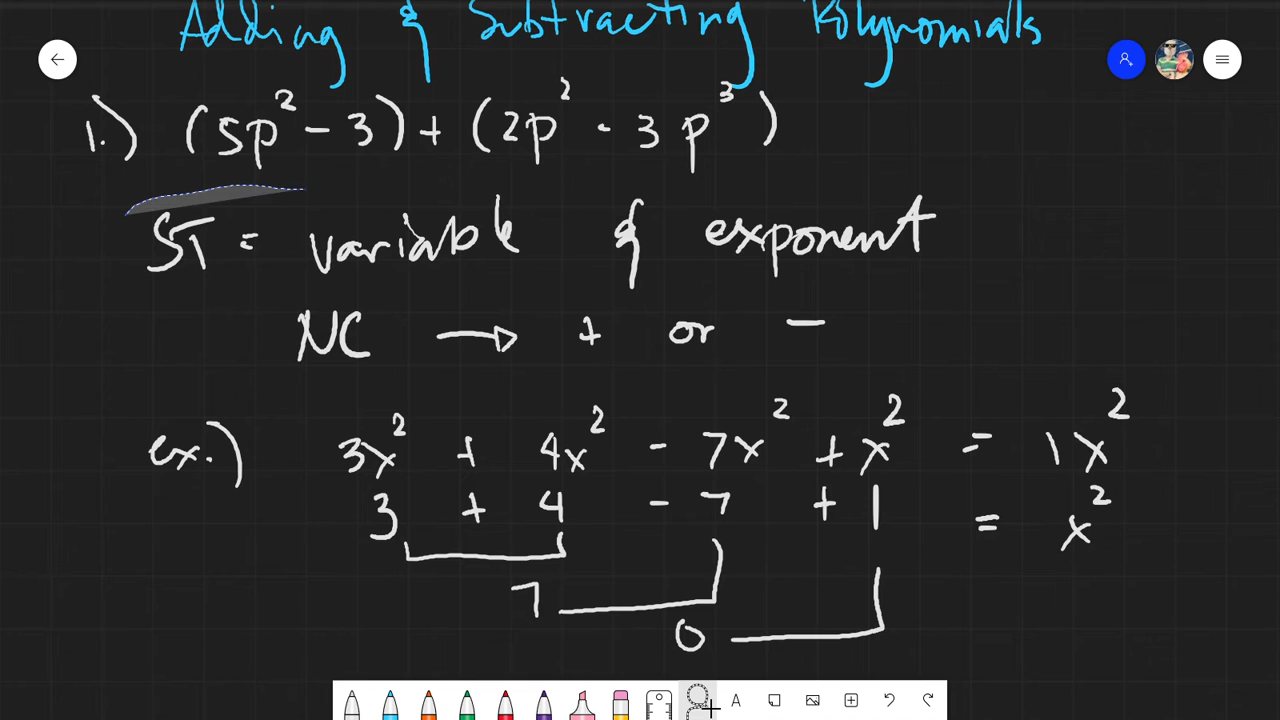 Adding & Subtracting Polynomials
1.) (5p² - 3) + (2p² - 3p³)
ST = variable & exponent
NC → + or -
ex.) 3x² + 4x² - 7x² + x² = 1x²
3 + 4 - 7 + 1 = x²
7
0
A